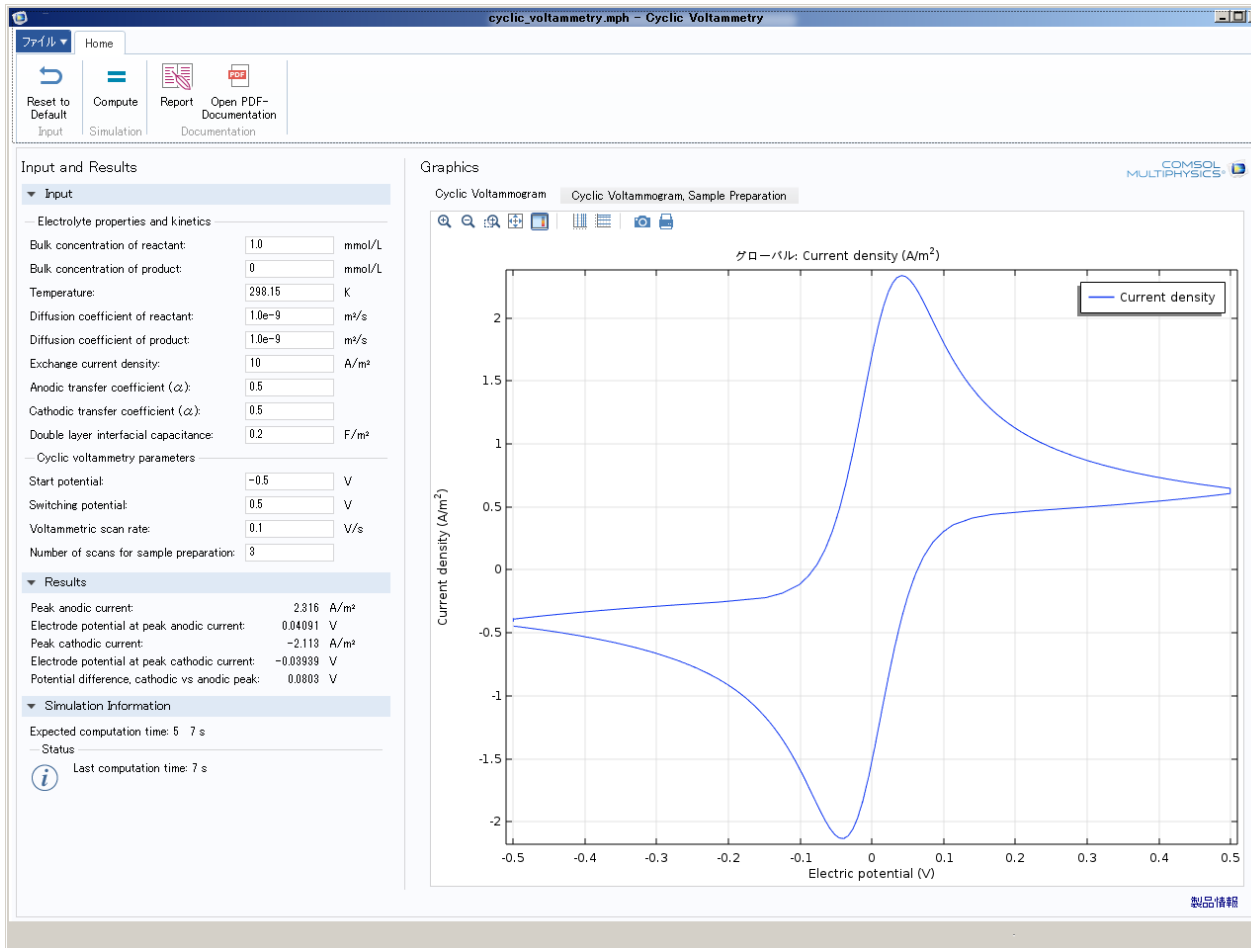 cyclic_voltammetry.mph - Cyclic Voltammetry
ファイル▼ Home
Reset to Default
Compute
Report
Open PDF-Documentation
Input
Simulation
Documentation
Input and Results
Input
Electrolyte properties and kinetics
Bulk concentration of reactant: 1.0 mmol/L
Bulk concentration of product: 0 mmol/L
Temperature: 298.15 K
Diffusion coefficient of reactant: 1.0e-9 m²/s
Diffusion coefficient of product: 1.0e-9 m²/s
Exchange current density: 10 A/m²
Anodic transfer coefficient (α): 0.5
Cathodic transfer coefficient (α): 0.5
Double layer interfacial capacitance: 0.2 F/m²
Cyclic voltammetry parameters
Start potential: -0.5 V
Switching potential: 0.5 V
Voltammetric scan rate: 0.1 V/s
Number of scans for sample preparation: 3
Results
Peak anodic current: 2.316 A/m²
Electrode potential at peak anodic current: 0.04091 V
Peak cathodic current: -2.113 A/m²
Electrode potential at peak cathodic current: -0.03939 V
Potential difference, cathodic vs anodic peak: 0.0803 V
Simulation Information
Expected computation time: 5 7 s
Status
i
Last computation time: 7 s
Graphics
COMSOL
MULTIPHYSICS®
Cyclic Voltammogram
Cyclic Voltammogram, Sample Preparation
PDF
グローバル: Current density (A/m²)
Current density
Current density (A/m²)
2
1.5
1
0.5
0
-0.5
-1
-1.5
-2
-0.5 -0.4 -0.3 -0.2 -0.1 0 0.1 0.2 0.3 0.4 0.5
Electric potential (V)
製品情報